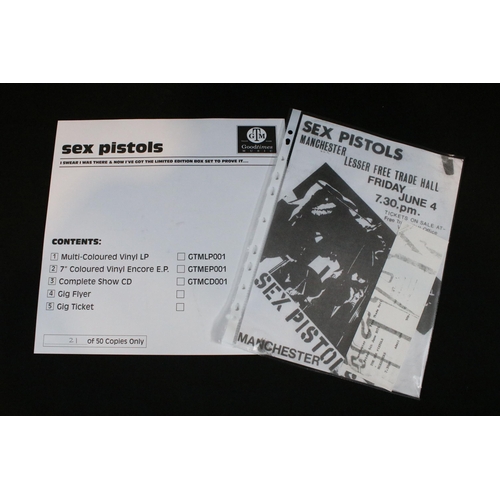 sex pistols
I SWEAR I WAS THERE & NOW I'VE GOT THE LIMITED EDITION BOX SET TO PROVE IT....
GTM
Goodtimes
MUSIC
CONTENTS:
1 Multi-Coloured Vinyl LP GTMLP001
2 7" Coloured Vinyl Encore E.P. GTMEP001
3 Complete Show CD GTMCD001
4 Gig Flyer
5 Gig Ticket
21 of 50 Copies Only
SEX PISTOLS
MANCHESTER
LESSER FREE TRADE HALL
FRIDAY
JUNE 4
7.30.pm.
TICKETS ON SALE AT-
SEX PISTOLS
MANCHESTER